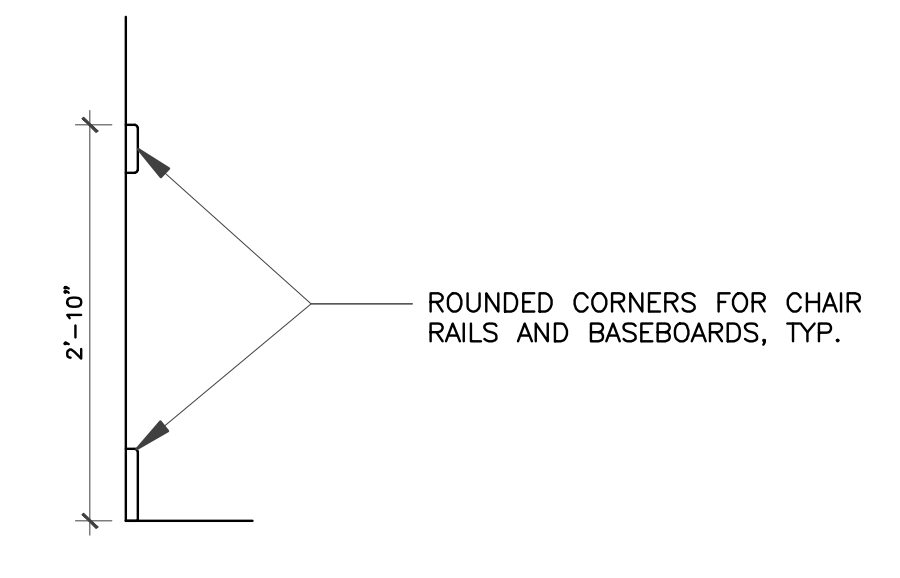 2'-10"
ROUNDED CORNERS FOR CHAIR
RAILS AND BASEBOARDS, TYP.